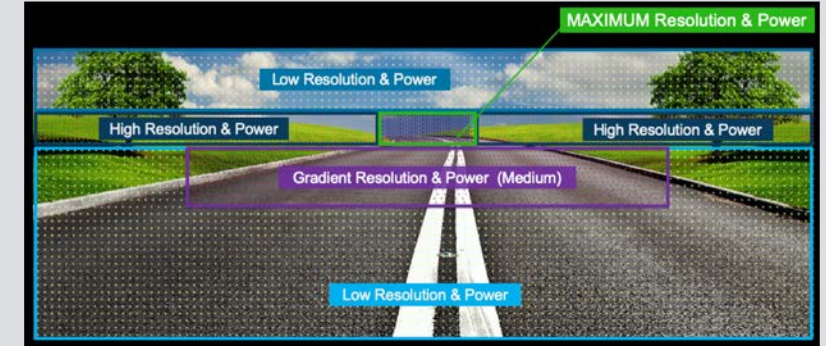 MAXIMUM Resolution & Power
Low Resolution & Power
High Resolution & Power
High Resolution & Power
Gradient Resolution & Power (Medium)
Low Resolution & Power